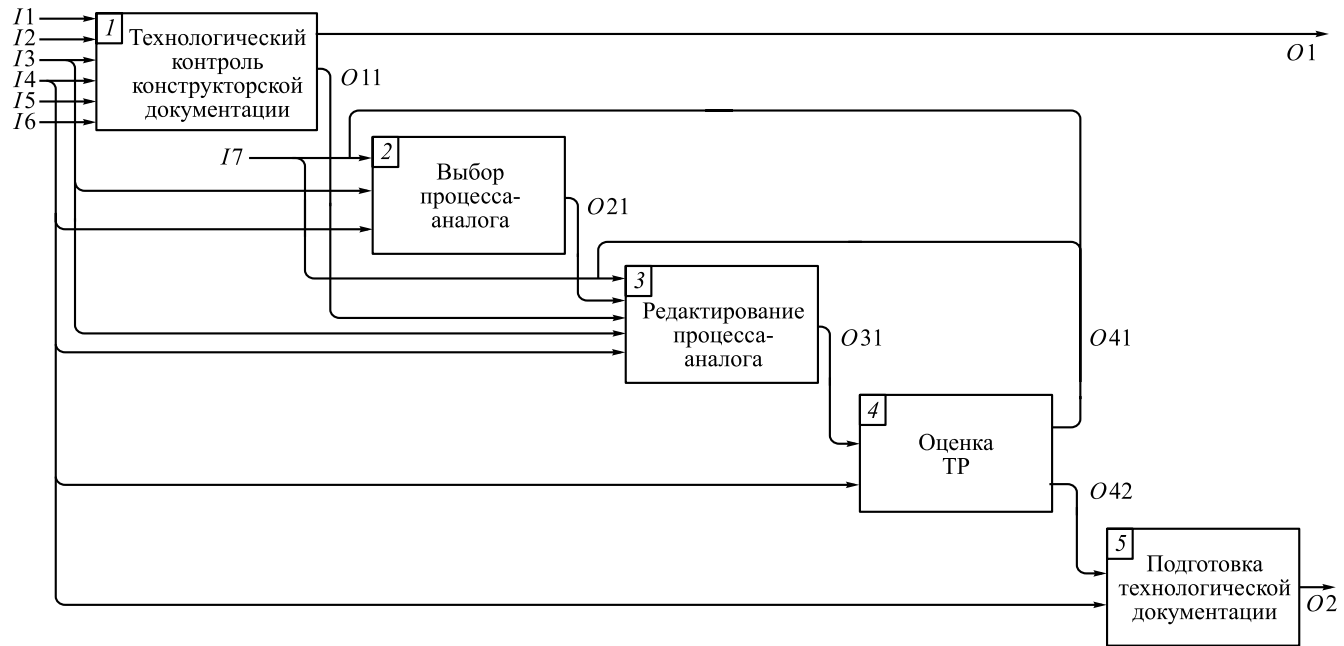 I1
I2
I3
I4
I5
I6
1
Технологический
контроль
конструкторской
документации
O1
O11
I7
2
Выбор
процесса-
аналога
O21
3
Редактирование
процесса-
аналога
O31
O41
4
Оценка
ТР
O42
5
Подготовка
технологической
документации
O2